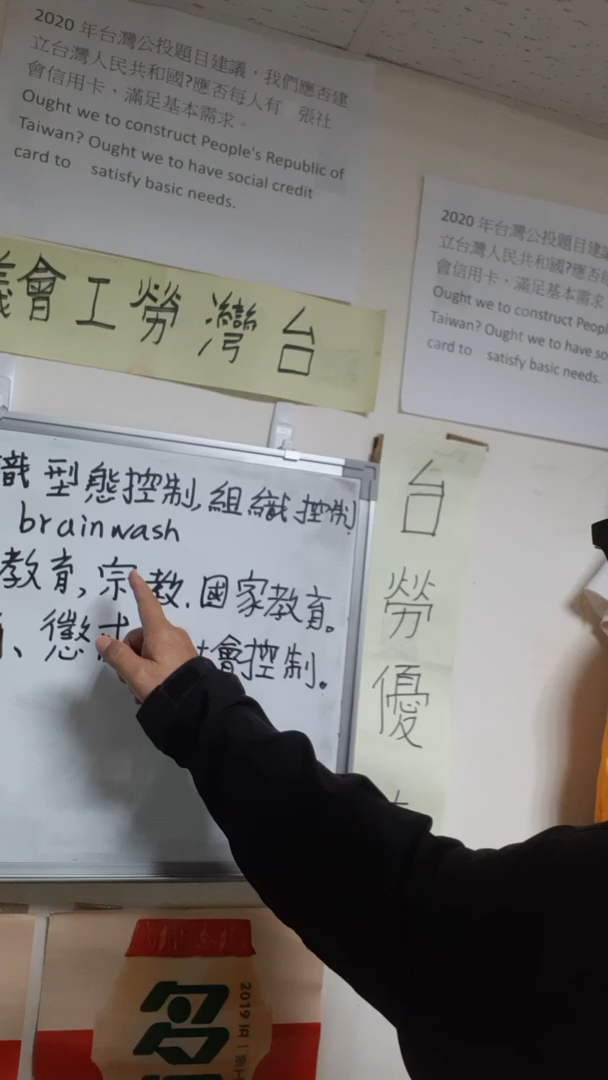 2020 年台灣公投題目建議，我們應否建
立台灣人民共和國?應否每人有 張社
會信用卡，滿足基本需求。
Ought we to construct People's Republic of
Taiwan? Ought we to have social credit
card to satisfy basic needs.
2020 年台灣公投題目建議
立台灣人民共和國?應否每
會信用卡，滿足基本需求
Ought we to construct Peopl
Taiwan? Ought we to have so
card to satisfy basic needs.
議會工勞灣台
識型態控制,組織控制
brainwash
教育,宗教.國家教育。
、懲戒 社會控制。
台
勞
優
2019